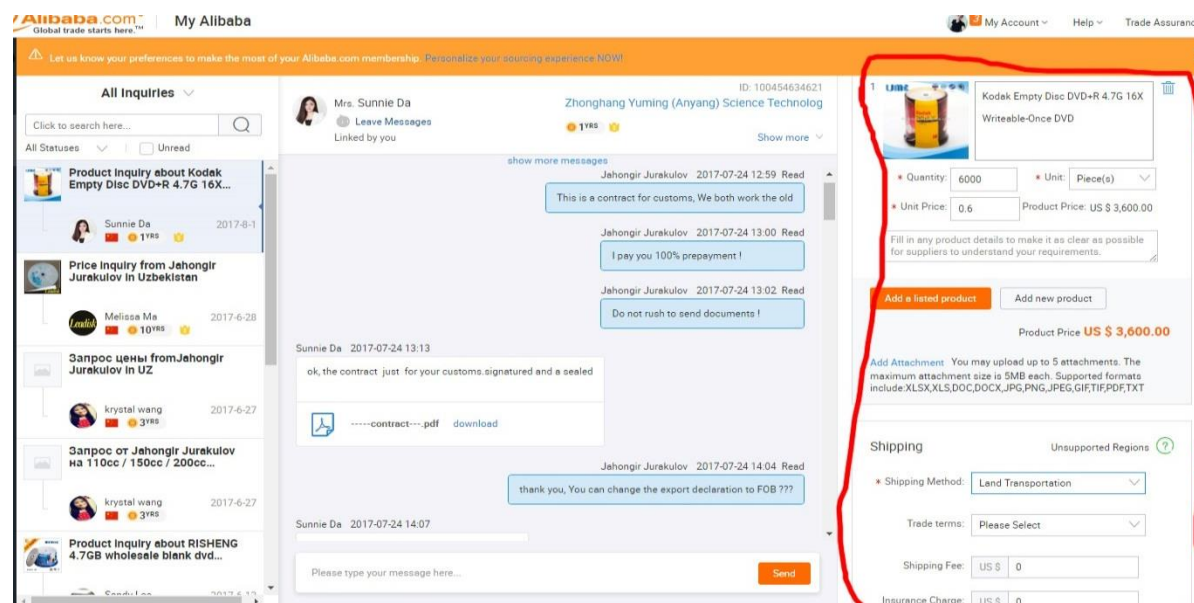 Alibaba.com
Global trade starts here.™
My Alibaba
My Account
Help
Trade Assuranc
Let us know your preferences to make the most of your Alibaba.com membership. Personalize your sourcing experience NOW!
All Inquiries
Click to search here...
All Statuses
Unread
Product Inquiry about Kodak
Empty Disc DVD+R 4.7G 16X...
Sunnie Da
2017-8-1
1YRS
Price Inquiry from Jahongir
Jurakulov in Uzbekistan
Melissa Ma
2017-6-28
10YRS
Запрос цены fromJahongir
Jurakulov in UZ
krystal wang
2017-6-27
3YRS
Запрос от Jahongir Jurakulov
на 110cc / 150cc / 200cc...
krystal wang
2017-6-27
3YRS
Product Inquiry about RISHENG
4.7GB wholesale blank dvd...
Sandy Lee
2017-6-12
Mrs. Sunnie Da
Leave Messages
Linked by you
ID: 100454634621
Zhonghang Yuming (Anyang) Science Technolog
1YRS
Show more
show more messages
Jahongir Jurakulov 2017-07-24 12:59 Read
This is a contract for customs, We both work the old
Jahongir Jurakulov 2017-07-24 13:00 Read
I pay you 100% prepayment !
Jahongir Jurakulov 2017-07-24 13:02 Read
Do not rush to send documents !
Sunnie Da 2017-07-24 13:13
ok, the contract just for your customs.signatured and a sealed
-----contract---.pdf download
Jahongir Jurakulov 2017-07-24 14:04 Read
thank you, You can change the export declaration to FOB ???
Sunnie Da 2017-07-24 14:07
Please type your message here...
Send
1
Kodak Empty Disc DVD+R 4.7G 16X
Writeable-Once DVD
* Quantity: 6000
* Unit: Piece(s)
* Unit Price: 0.6
Product Price: US $ 3,600.00
Fill in any product details to make it as clear as possible
for suppliers to understand your requirements.
Add a listed product
Add new product
Product Price US $ 3,600.00
Add Attachment You may upload up to 5 attachments. The
maximum attachment size is 5MB each. Supported formats
include:XLSX,XLS,DOC,DOCX,JPG,PNG,JPEG,GIF,TIF,PDF,TXT
Shipping
Unsupported Regions ?
* Shipping Method: Land Transportation
Trade terms: Please Select
Shipping Fee: US $ 0
Insurance Charge: US $ 0